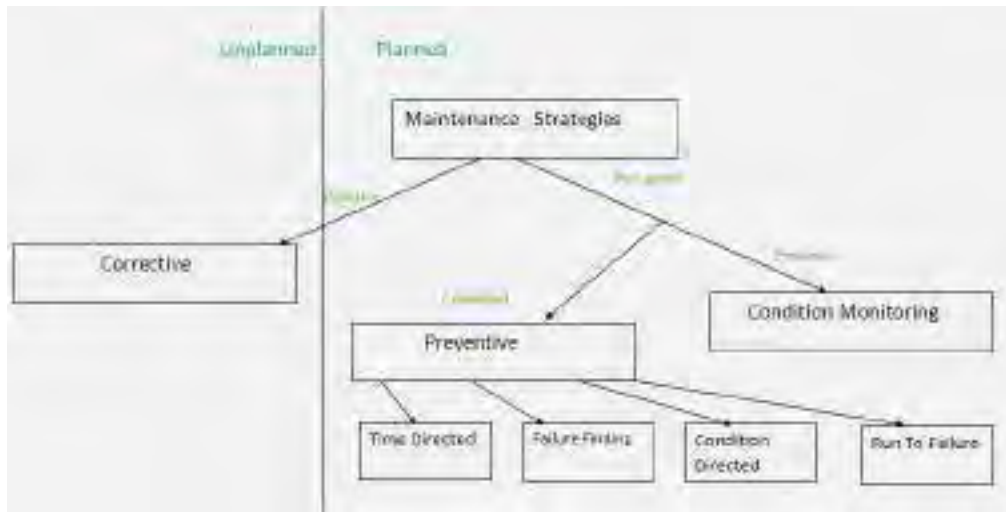 Unplanned
Planned
Maintenance Strategies
Corrective
Condition Monitoring
Preventive
Time Directed
Failure Finding
Condition
Directed
Run To Failure